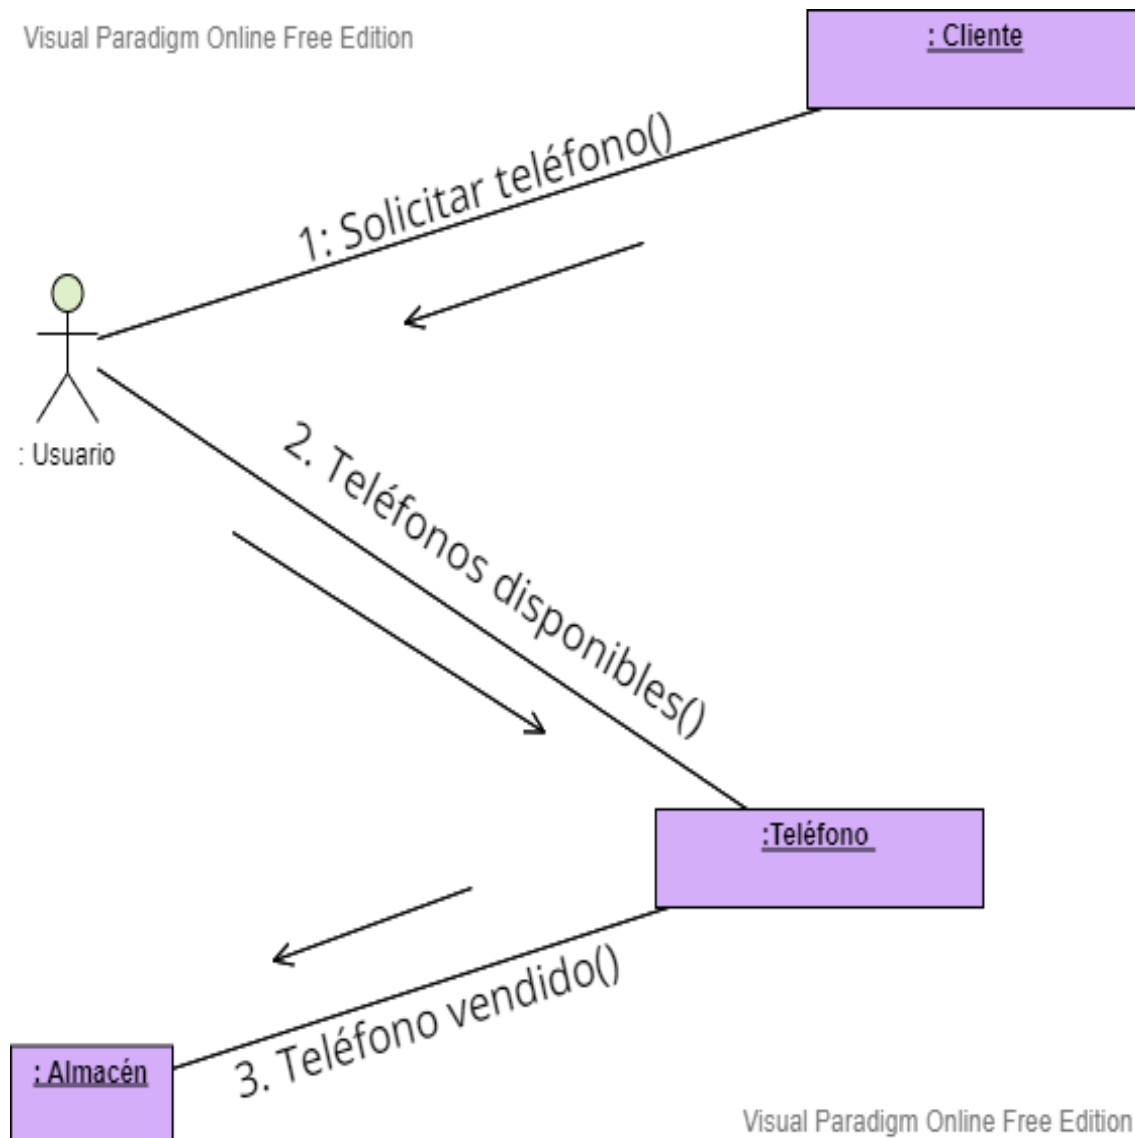 Visual Paradigm Online Free Edition
: Cliente
1: Solicitar teléfono()
: Usuario
2. Teléfonos disponibles()
:Teléfono
3. Teléfono vendido()
: Almacén
Visual Paradigm Online Free Edition